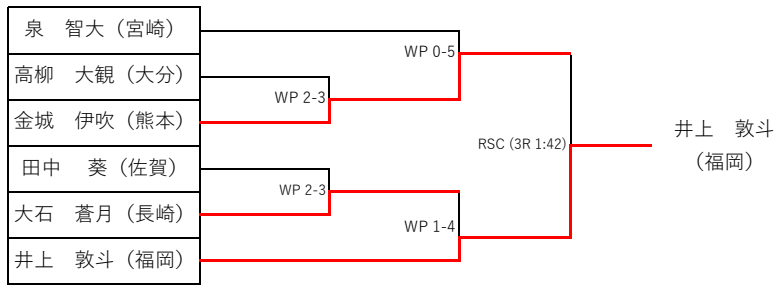 泉　智大（宮崎）
高柳　大観（大分）
金城　伊吹（熊本）
田中　葵（佐賀）
大石　蒼月（長崎）
井上　敦斗（福岡）
WP 2-3
WP 2-3
WP 0-5
WP 1-4
RSC (3R 1:42)
井上　敦斗
（福岡）